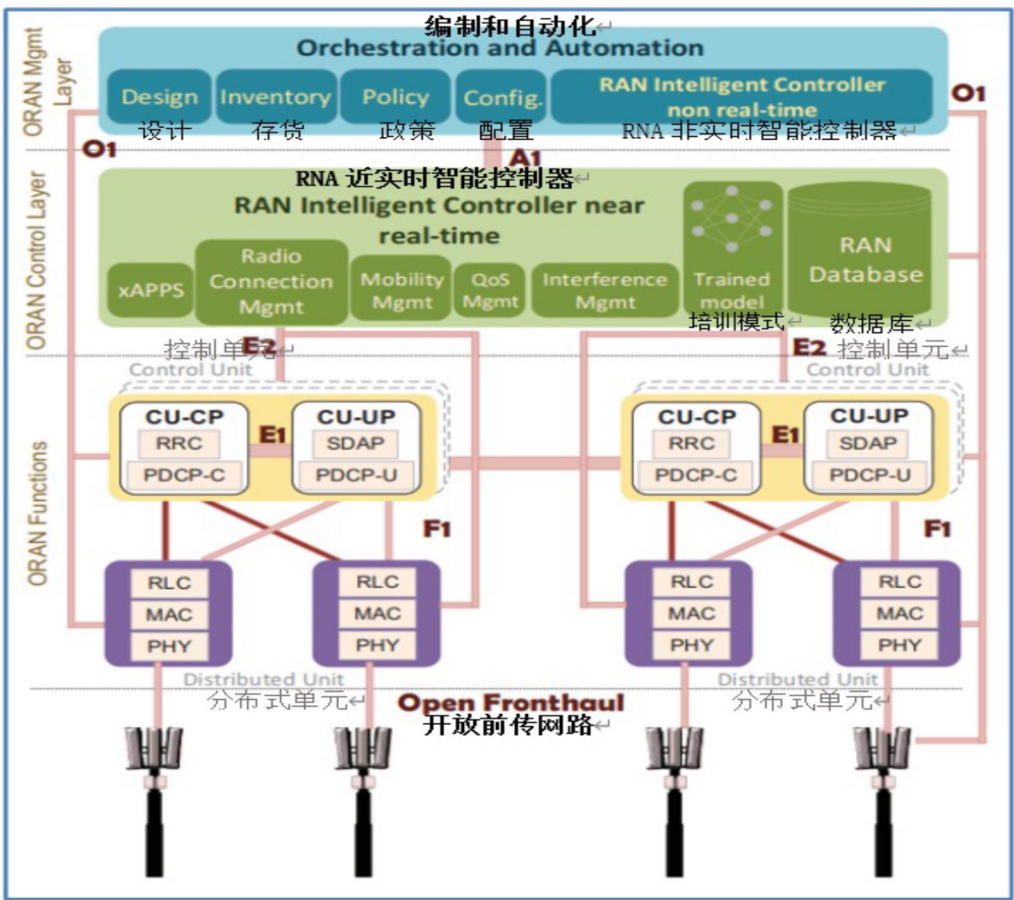 ORAN Mgmt
Layer
编制和自动化
Orchestration and Automation
Design
Inventory
Policy
Config.
RAN Intelligent Controller
non real-time
设计
存货
政策
配置
RNA 非实时智能控制器
O1
O1
A1
ORAN Control Layer
RNA 近实时智能控制器
RAN Intelligent Controller near
real-time
xAPPS
Radio
Connection
Mgmt
Mobility
Mgmt
QoS
Mgmt
Interference
Mgmt
Trained
model
培训模式
RAN
Database
数据库
E2
控制单元
Control Unit
E2
控制单元
Control Unit
ORAN Functions
CU-CP
RRC
PDCP-C
E1
CU-UP
SDAP
PDCP-U
CU-CP
RRC
PDCP-C
E1
CU-UP
SDAP
PDCP-U
F1
F1
RLC
MAC
PHY
RLC
MAC
PHY
RLC
MAC
PHY
RLC
MAC
PHY
Distributed Unit
分布式单元
Distributed Unit
分布式单元
Open Fronthaul
开放前传网路